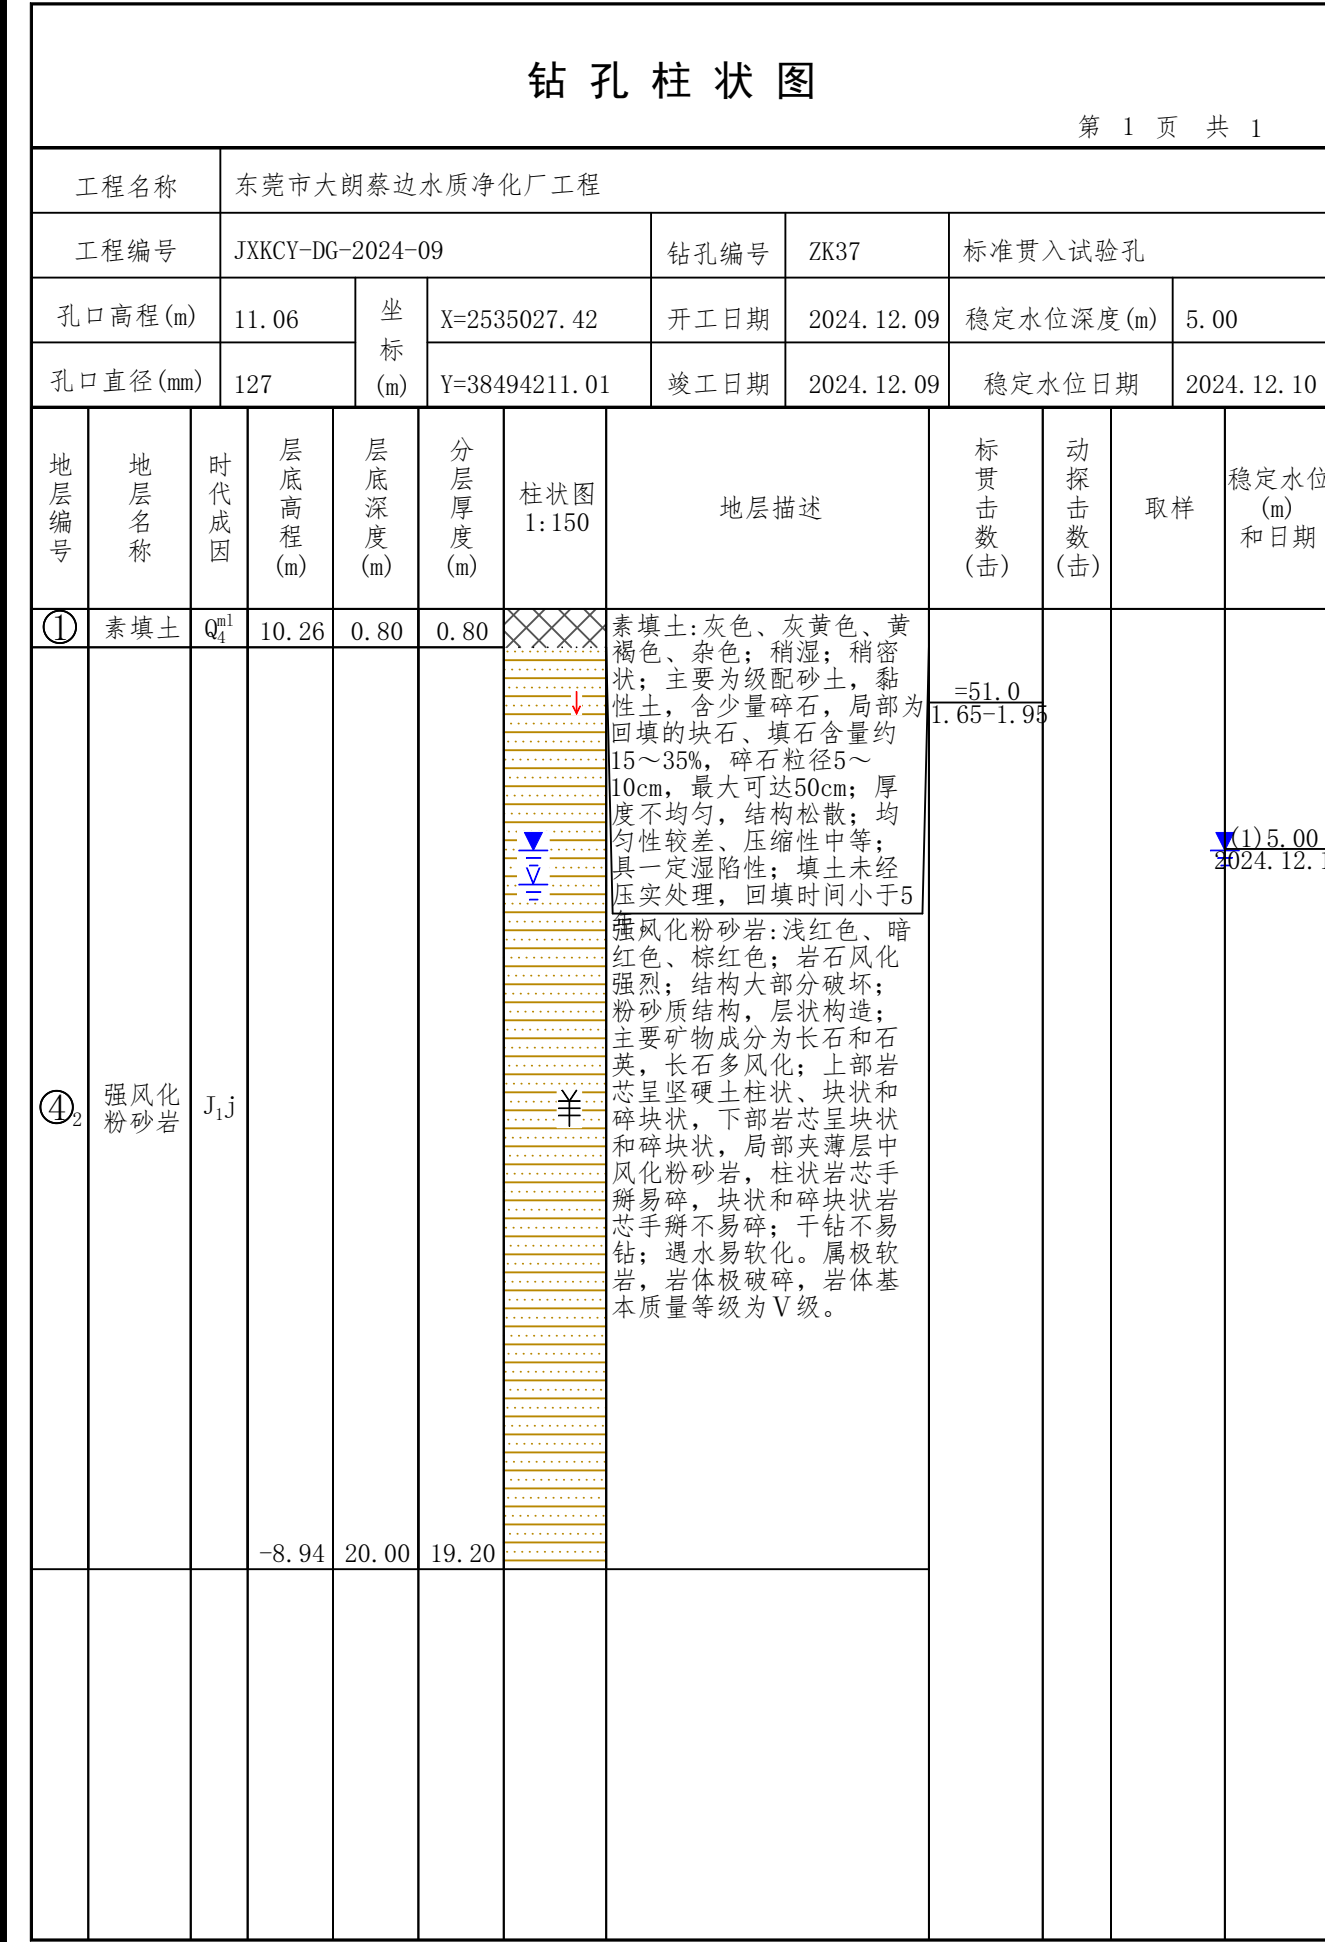 钻孔柱状图
第 1 页 共 1
工程名称 东莞市大朗蔡边水质净化厂工程
工程编号 JXKCY-DG-2024-09 钻孔编号 ZK37 标准贯入试验孔
孔口高程(m) 11.06 坐标(m) X=2535027.42 开工日期 2024.12.09 稳定水位深度(m) 5.00
孔口直径(mm) 127 Y=38494211.01 竣工日期 2024.12.09 稳定水位日期 2024.12.10
地层编号 地层名称 时代成因 层底高程(m) 层底深度(m) 分层厚度(m) 柱状图 1:150 地层描述 标贯击数(击) 动探击数(击) 取样 稳定水位(m)和日期
① 素填土 Q4ml 10.26 0.80 0.80
素填土:灰色、灰黄色、黄
褐色、杂色；稍湿；稍密
状；主要为级配砂土，黏
性土，含少量碎石，局部为
回填的块石、填石含量约
15～35%，碎石粒径5～
10cm，最大可达50cm；厚
度不均匀，结构松散；均
匀性较差、压缩性中等；
具一定湿陷性；填土未经
压实处理，回填时间小于5
年。
=51.0
1.65-1.95
(1)5.00
2024.12.1
④2 强风化粉砂岩 J1j
强风化粉砂岩:浅红色、暗
红色、棕红色；岩石风化
强烈；结构大部分破坏；
粉砂质结构，层状构造；
主要矿物成分为长石和石
英，长石多风化；上部岩
芯呈坚硬土柱状、块状和
碎块状，下部岩芯呈块状
和碎块状，局部夹薄层中
风化粉砂岩，柱状岩芯手
掰易碎，块状和碎块状岩
芯手掰不易碎；干钻不易
钻；遇水易软化。属极软
岩，岩体极破碎，岩体基
本质量等级为Ⅴ级。
-8.94 20.00 19.20